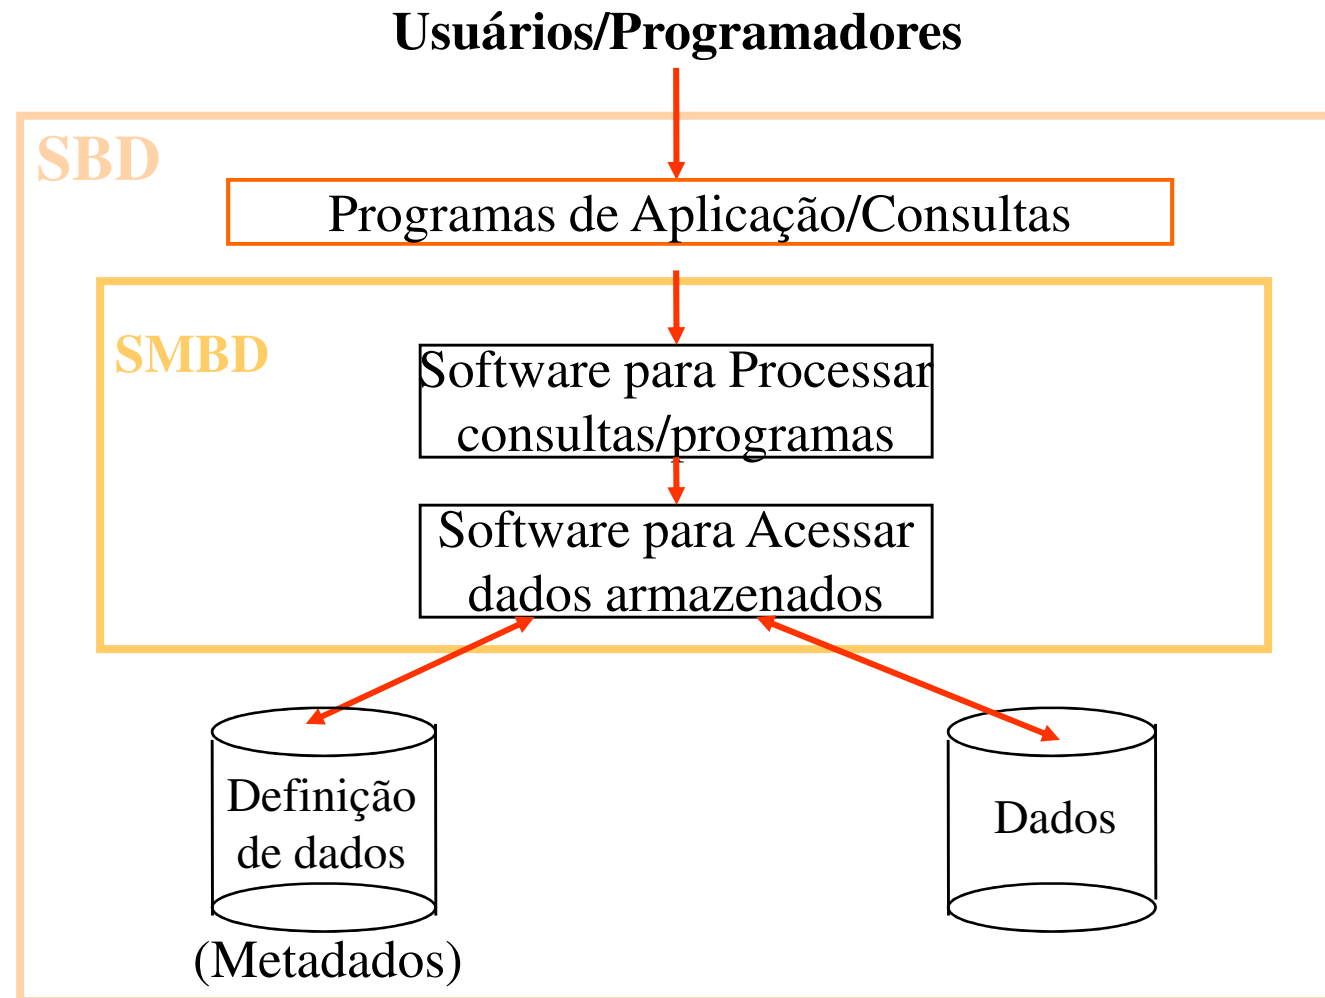 Usuários/Programadores
SBD
Programas de Aplicação/Consultas
SMBD
Software para Processar
consultas/programas
Software para Acessar
dados armazenados
Definição
de dados
Dados
(Metadados)